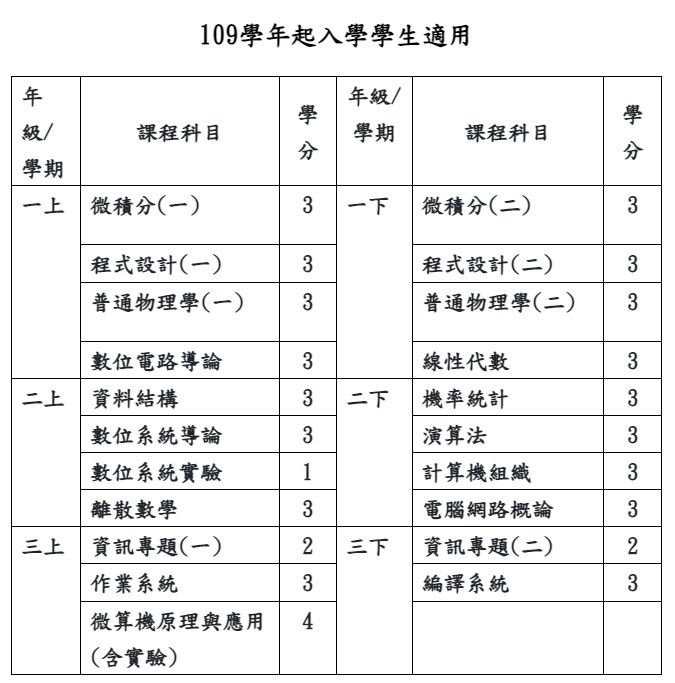 109學年起入學學生適用
年級/學期 課程科目 學分 年級/學期 課程科目 學分
一上 微積分(一) 3 一下 微積分(二) 3
程式設計(一) 3 程式設計(二) 3
普通物理學(一) 3 普通物理學(二) 3
數位電路導論 3 線性代數 3
二上 資料結構 3 二下 機率統計 3
數位系統導論 3 演算法 3
數位系統實驗 1 計算機組織 3
離散數學 3 電腦網路概論 3
三上 資訊專題(一) 2 三下 資訊專題(二) 2
作業系統 3 編譯系統 3
微算機原理與應用 4
(含實驗)